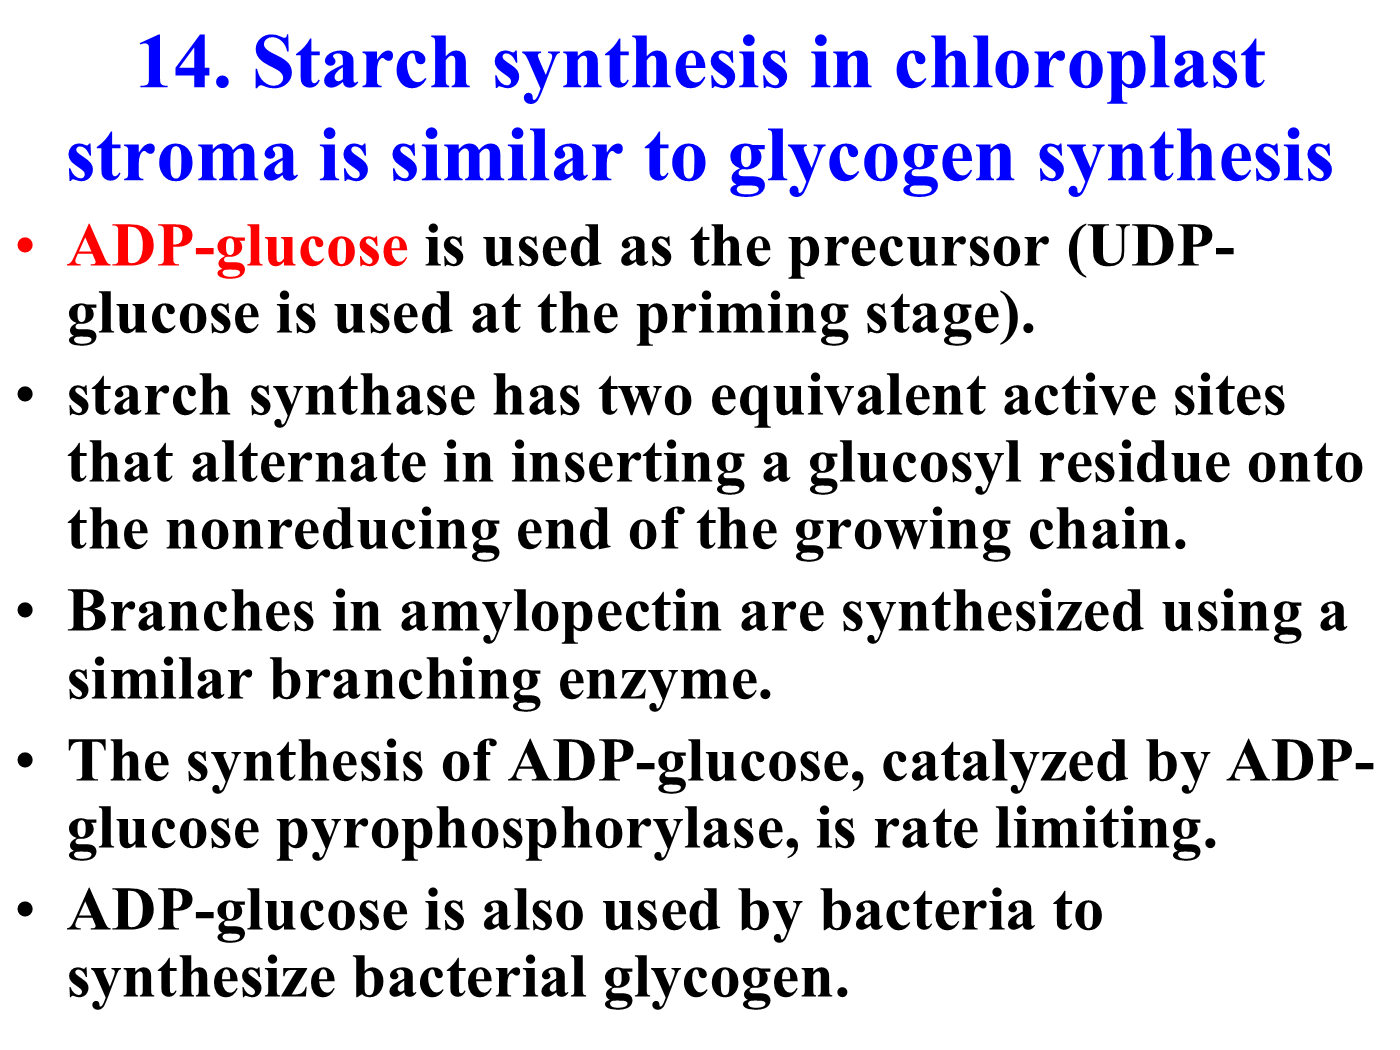 14. Starch synthesis in chloroplast
stroma is similar to glycogen synthesis
• ADP-glucose is used as the precursor (UDP-
glucose is used at the priming stage).
• starch synthase has two equivalent active sites
that alternate in inserting a glucosyl residue onto
the nonreducing end of the growing chain.
• Branches in amylopectin are synthesized using a
similar branching enzyme.
• The synthesis of ADP-glucose, catalyzed by ADP-
glucose pyrophosphorylase, is rate limiting.
• ADP-glucose is also used by bacteria to
synthesize bacterial glycogen.